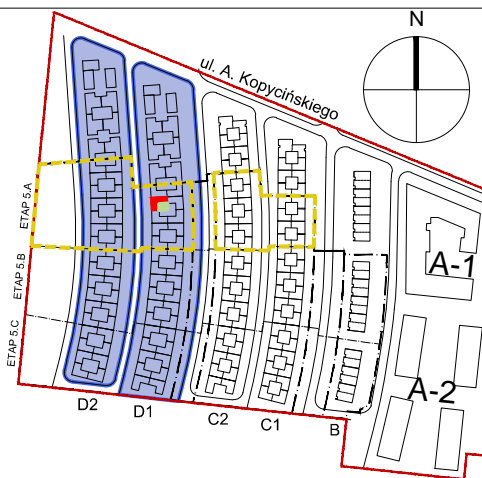 N
ul. A. Kopycińskiego
ETAP 5.A
A-1
ETAP 5.B
ETAP 5.C
A-2
D2
D1
C2
C1
B